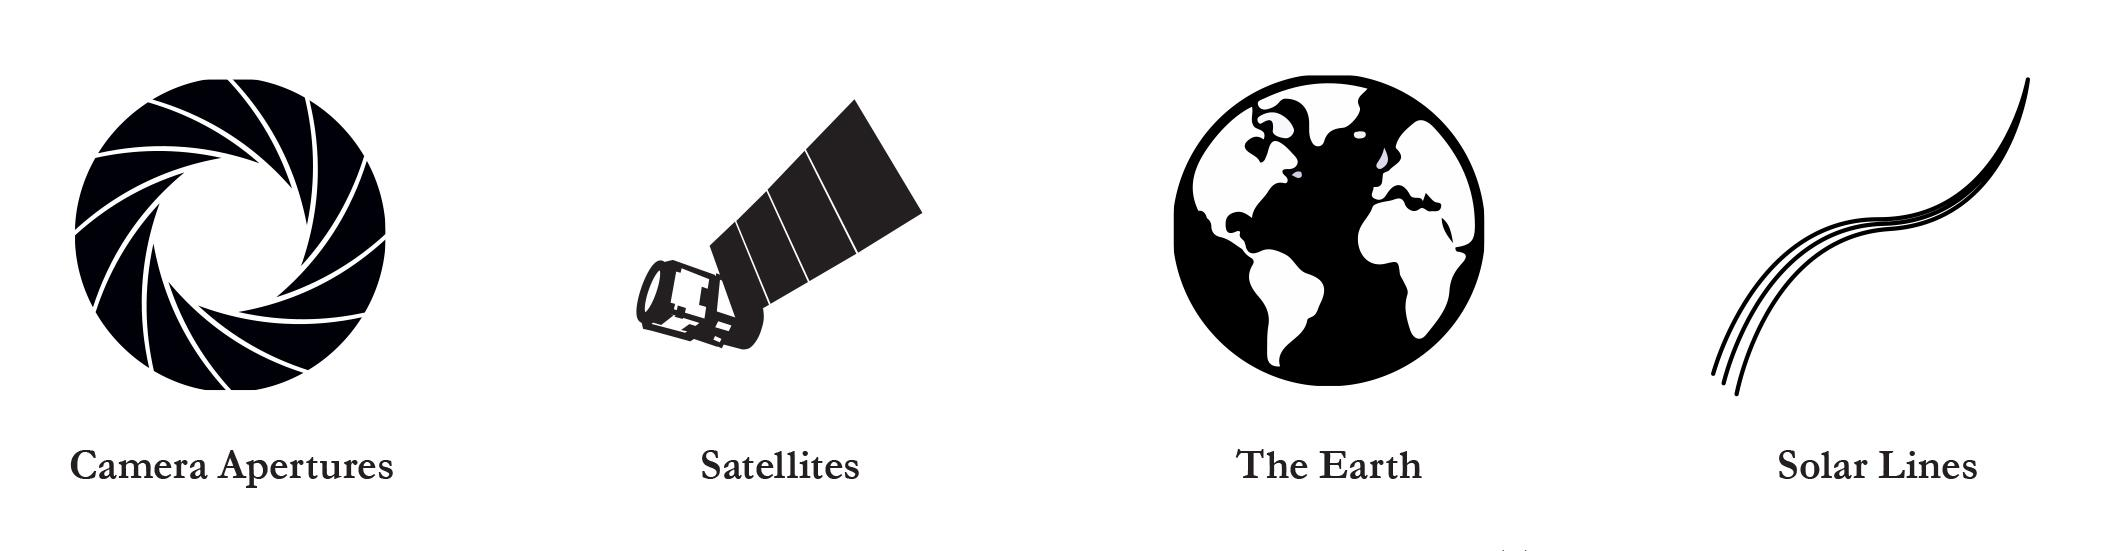 Camera Apertures
Satellites
The Earth
Solar Lines